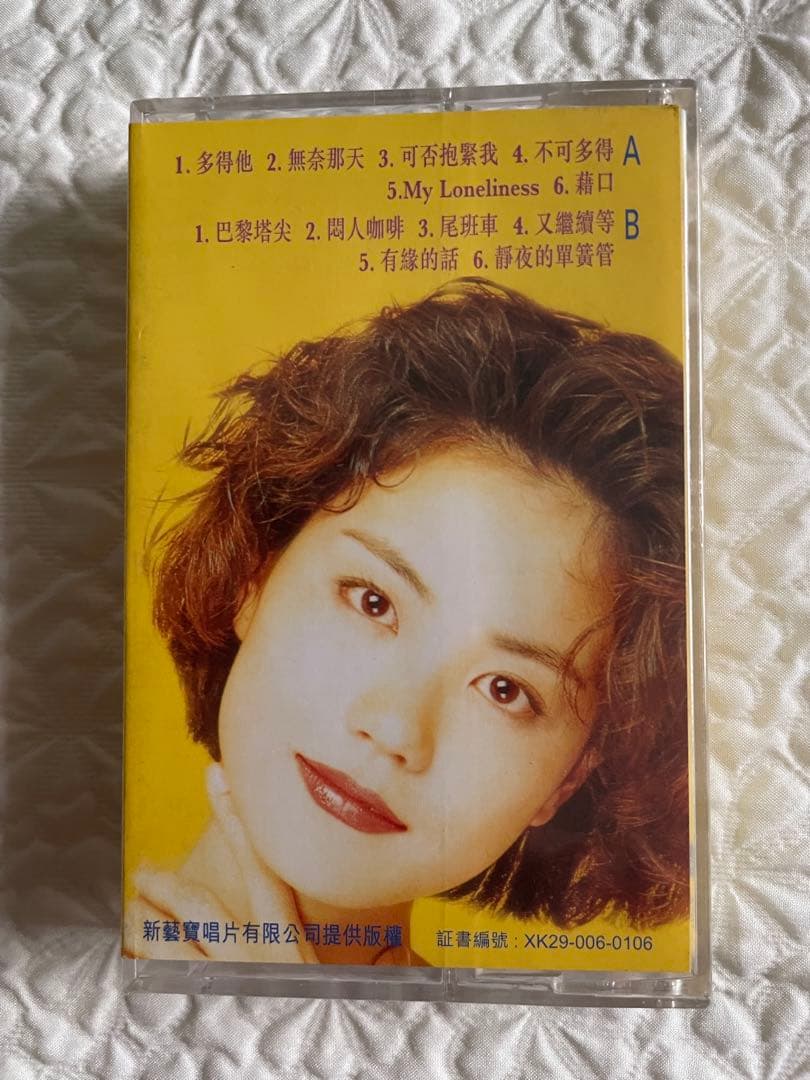 1. 多得他 2. 無奈那天 3. 可否抱緊我 4. 不可多得 A
5.My Loneliness 6. 藉口
1. 巴黎塔尖 2. 悶人咖啡 3. 尾班車 4. 又繼續等 B
5. 有緣的話 6. 靜夜的單簧管
新藝寶唱片有限公司提供版權 証書編號 : XK29-006-0106